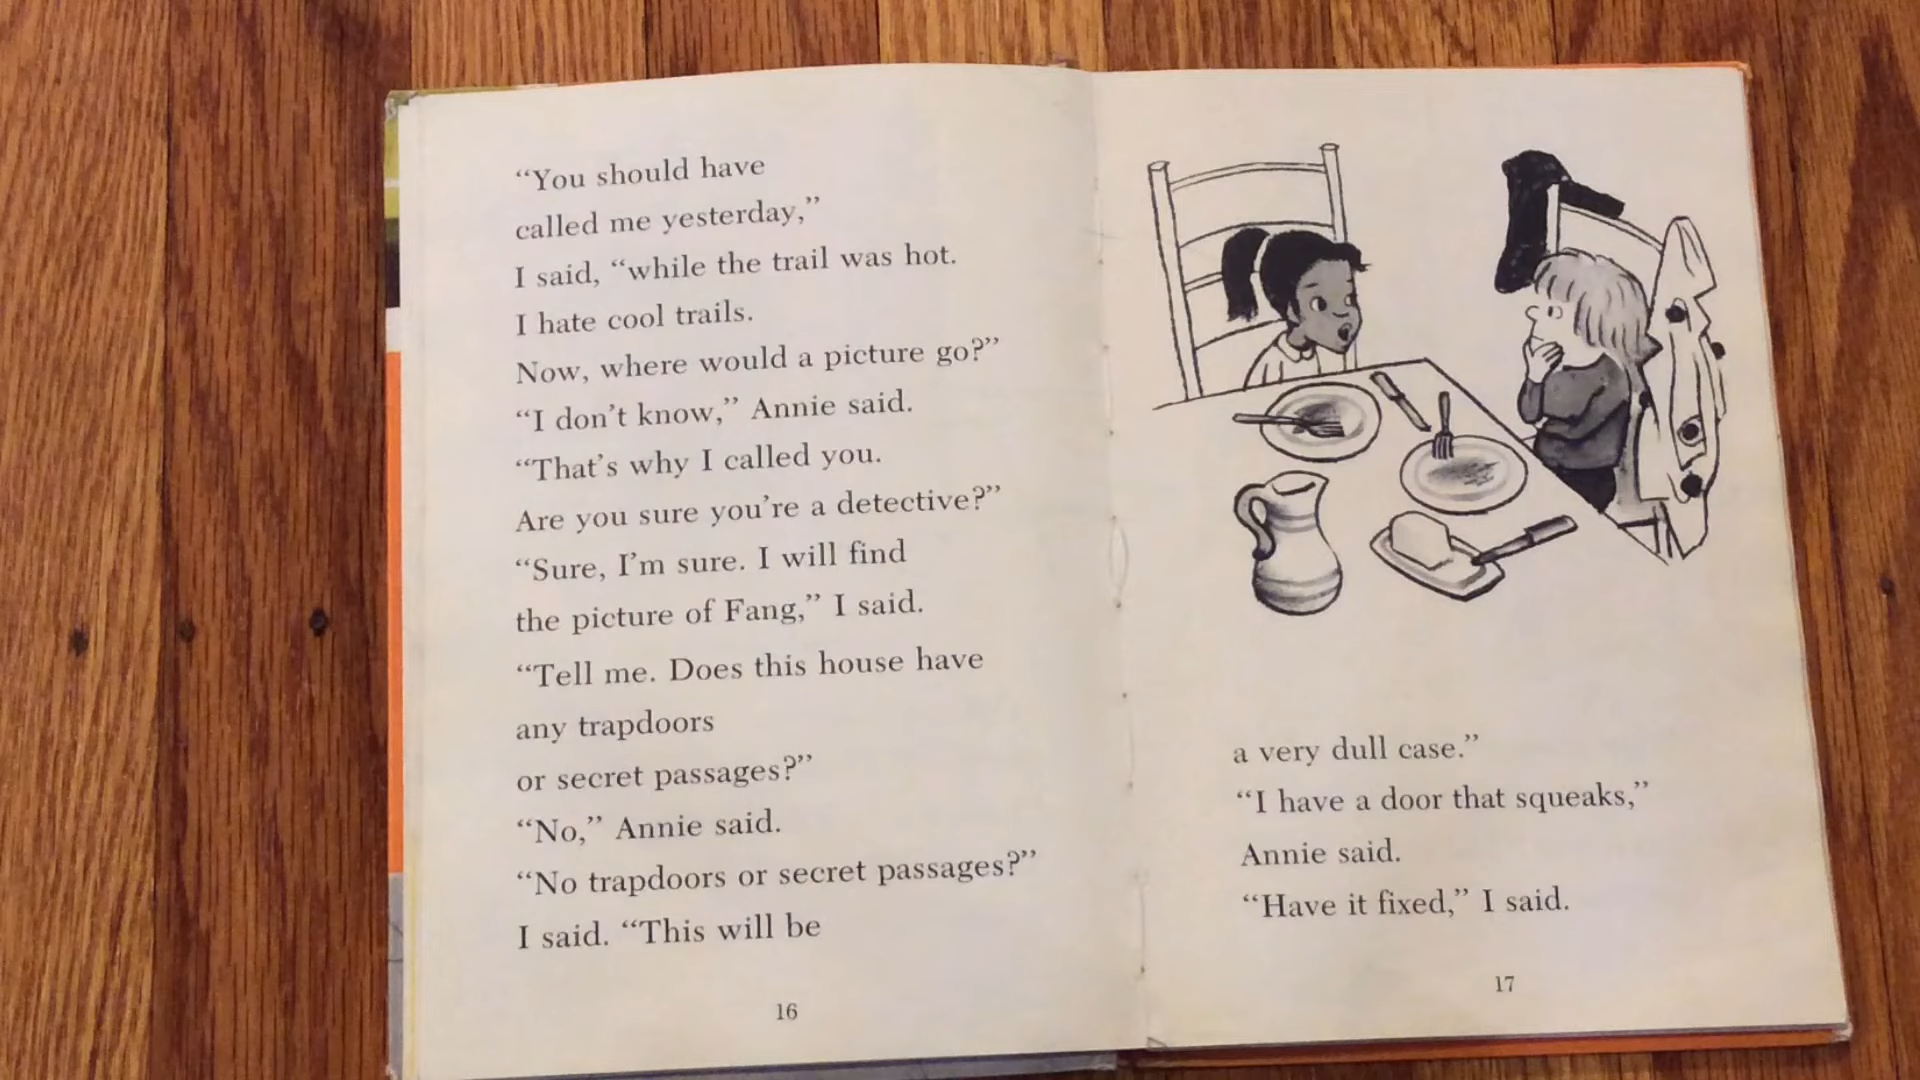 “You should have
called me yesterday,”
I said, “while the trail was hot.
I hate cool trails.
Now, where would a picture go?”
“I don’t know,” Annie said.
“That’s why I called you.
Are you sure you’re a detective?”
“Sure, I’m sure. I will find
the picture of Fang,” I said.
“Tell me. Does this house have
any trapdoors
or secret passages?”
“No,” Annie said.
“No trapdoors or secret passages?”
I said. “This will be
16
a very dull case.”
“I have a door that squeaks,”
Annie said.
“Have it fixed,” I said.
17